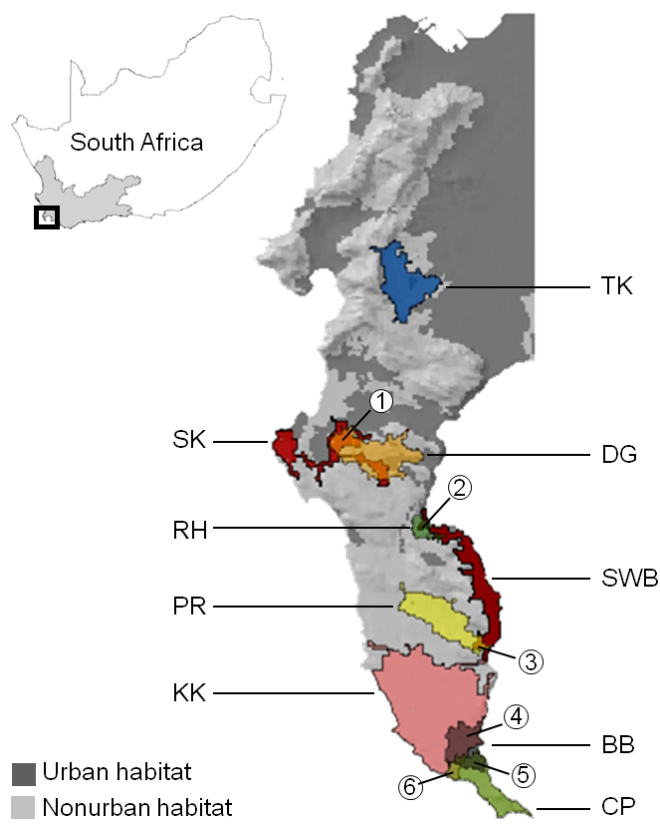 South Africa
TK
①
SK
DG
②
RH
SWB
PR
③
KK
④
BB
⑥
⑤
Urban habitat
Nonurban habitat
CP